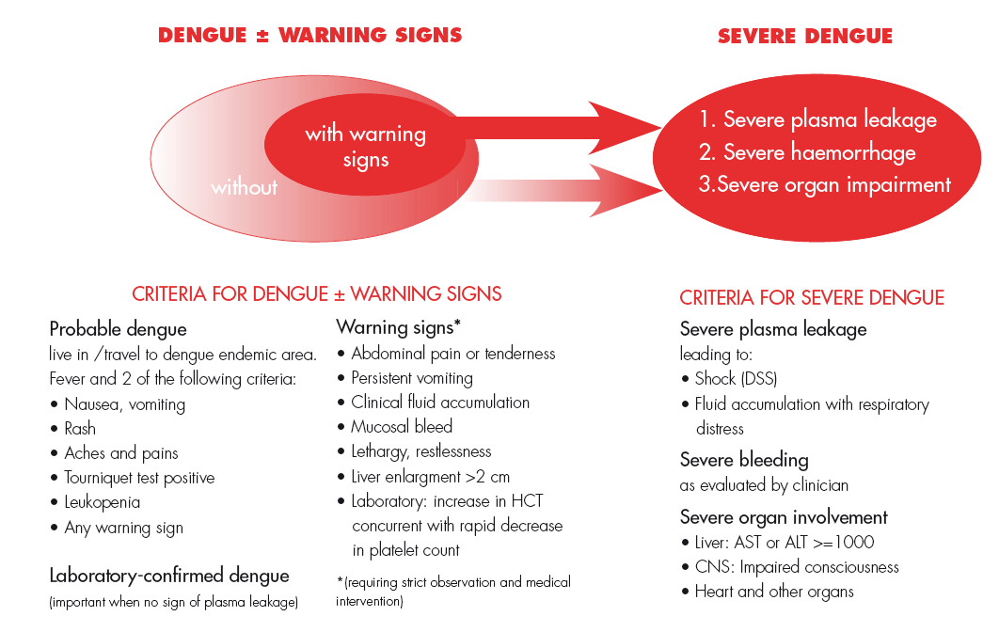 DENGUE ± WARNING SIGNS
SEVERE DENGUE
with warning
signs
without
1. Severe plasma leakage
2. Severe haemorrhage
3.Severe organ impairment
CRITERIA FOR DENGUE ± WARNING SIGNS
Probable dengue
live in /travel to dengue endemic area.
Fever and 2 of the following criteria:
• Nausea, vomiting
• Rash
• Aches and pains
• Tourniquet test positive
• Leukopenia
• Any warning sign
Laboratory-confirmed dengue
(important when no sign of plasma leakage)
Warning signs*
• Abdominal pain or tenderness
• Persistent vomiting
• Clinical fluid accumulation
• Mucosal bleed
• Lethargy, restlessness
• Liver enlargment >2 cm
• Laboratory: increase in HCT
concurrent with rapid decrease
in platelet count
*(requiring strict observation and medical
intervention)
CRITERIA FOR SEVERE DENGUE
Severe plasma leakage
leading to:
• Shock (DSS)
• Fluid accumulation with respiratory
distress
Severe bleeding
as evaluated by clinician
Severe organ involvement
• Liver: AST or ALT >=1000
• CNS: Impaired consciousness
• Heart and other organs